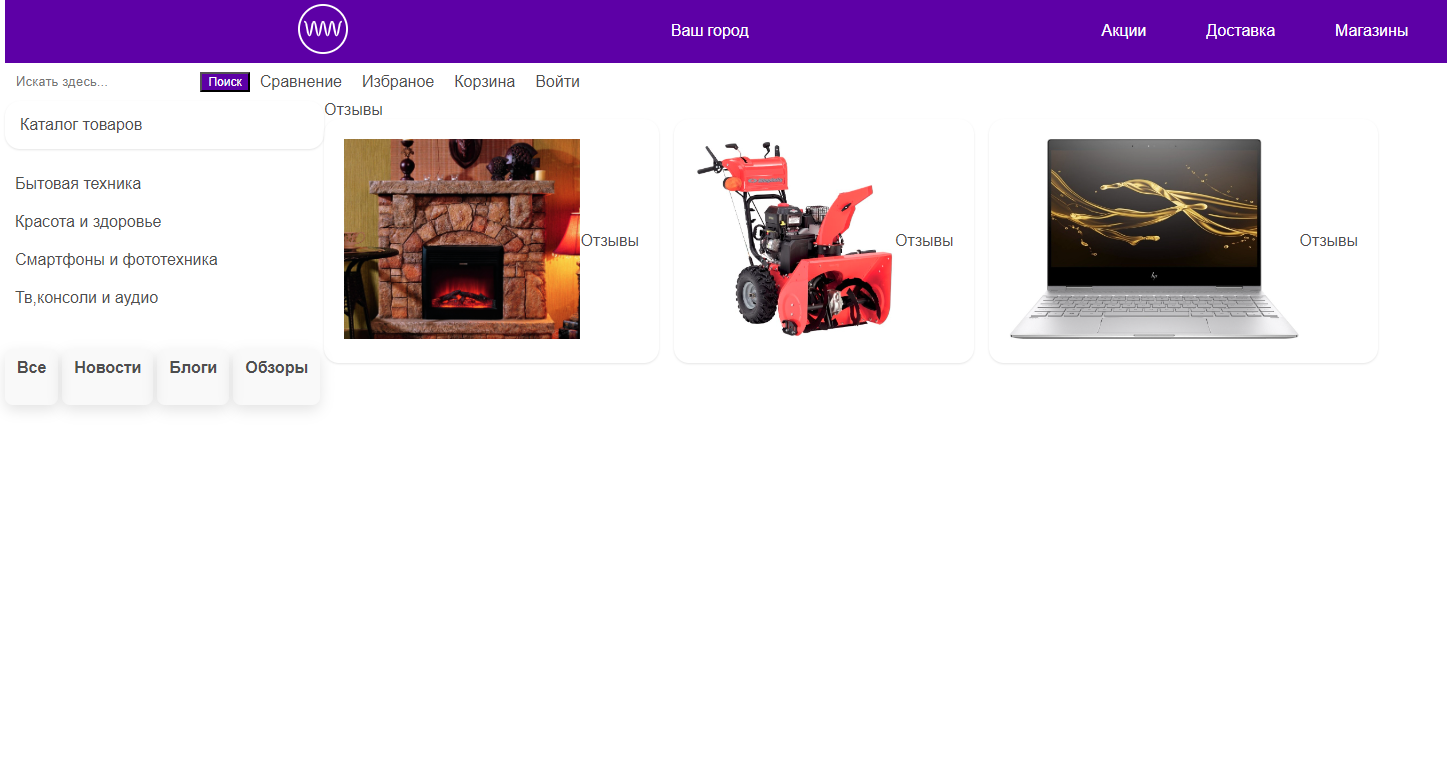 W Ваш город Акции Доставка Магазины
Искать здесь... Поиск Сравнение Избраное Корзина Войти
Отзывы
Каталог товаров
Бытовая техника
Красота и здоровье
Смартфоны и фототехника
Тв,консоли и аудио
Отзывы Отзывы Отзывы
Все Новости Блоги Обзоры